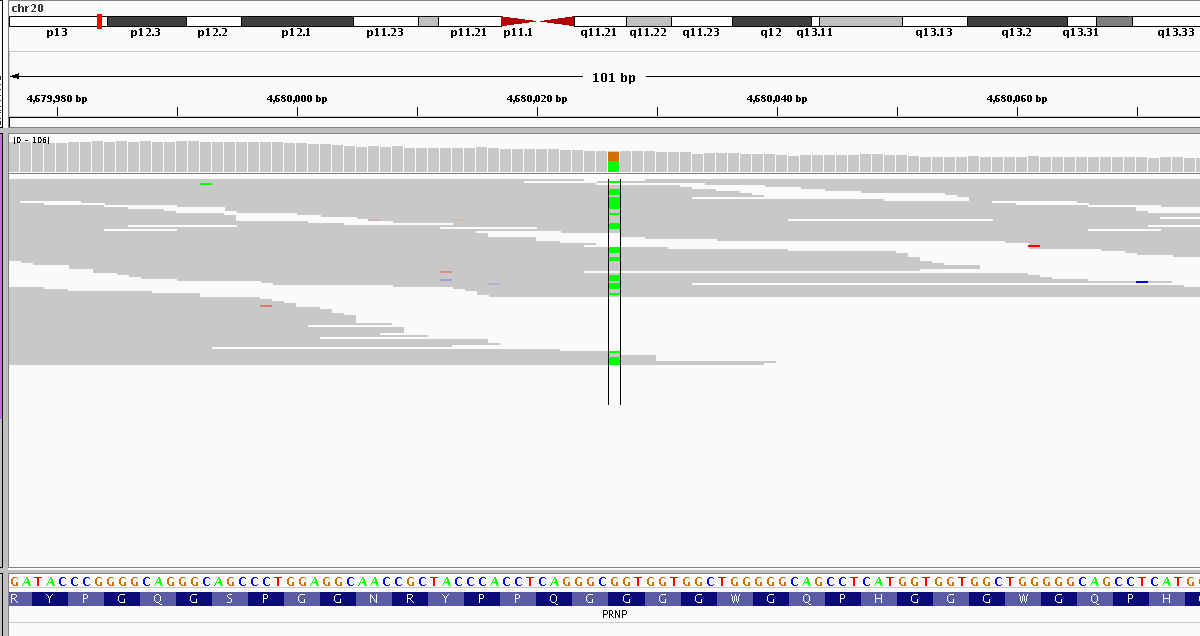 chr20
p13 p12.3 p12.2 p12.1 p11.23 p11.21 p11.1 q11.21 q11.22 q11.23 q12 q13.11 q13.13 q13.2 q13.31 q13.33
101 bp
4,679,980 bp 4,680,000 bp 4,680,020 bp 4,680,040 bp 4,680,060 bp
[0 - 106]
G A T A C C C G G G G C A G G G C A G C C C T G G A G G C A A C C G C T A C C C A C C T C A G G G C G G T G G T G G C T G G G G G C A G C C T C A T G G T G G T G G C T G G G G G C A G C C T C A T G
R Y P G Q G S P G G N R Y P P Q G G G G W G Q P H G G G W G Q P H
PRNP